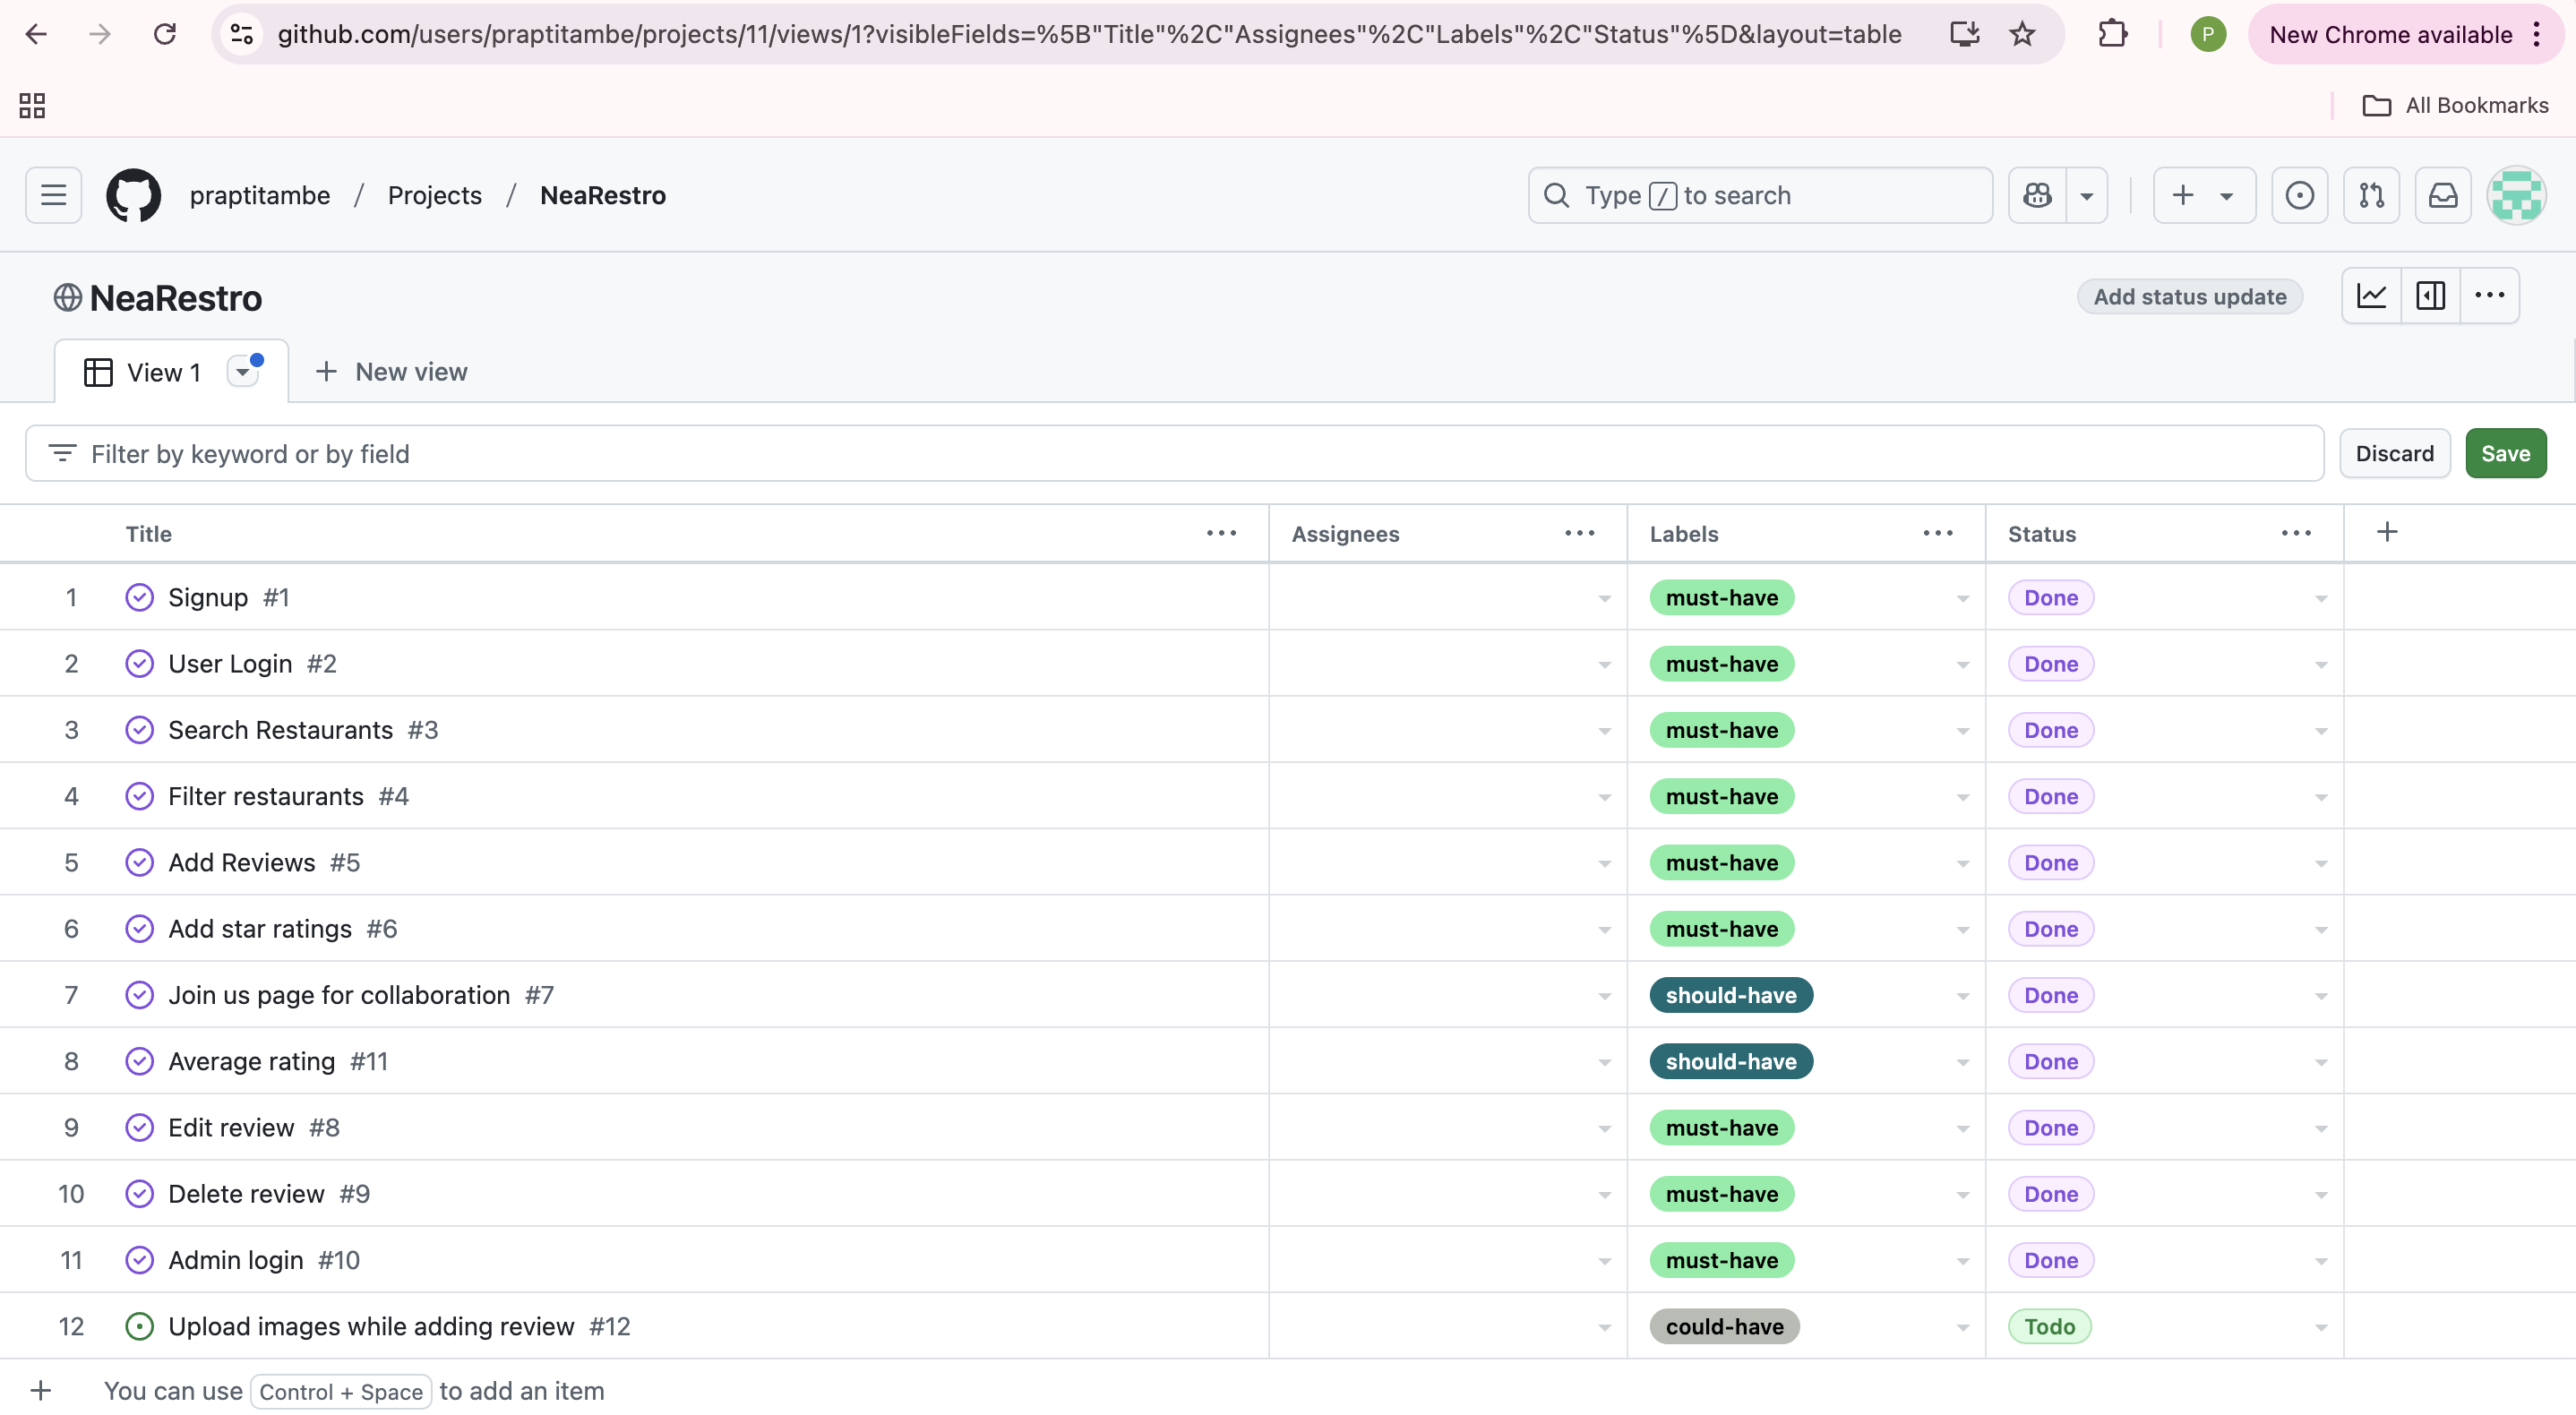 github.com/users/praptitambe/projects/11/views/1?visibleFields=%5B"Title"%2C"Assignees"%2C"Labels"%2C"Status"%5D&layout=table
P
New Chrome available
All Bookmarks
praptitambe / Projects / NeaRestro
Type / to search
NeaRestro
Add status update
View 1
New view
Filter by keyword or by field
Discard
Save
Title Assignees Labels Status
1 Signup #1 must-have Done
2 User Login #2 must-have Done
3 Search Restaurants #3 must-have Done
4 Filter restaurants #4 must-have Done
5 Add Reviews #5 must-have Done
6 Add star ratings #6 must-have Done
7 Join us page for collaboration #7 should-have Done
8 Average rating #11 should-have Done
9 Edit review #8 must-have Done
10 Delete review #9 must-have Done
11 Admin login #10 must-have Done
12 Upload images while adding review #12 could-have Todo
You can use Control + Space to add an item